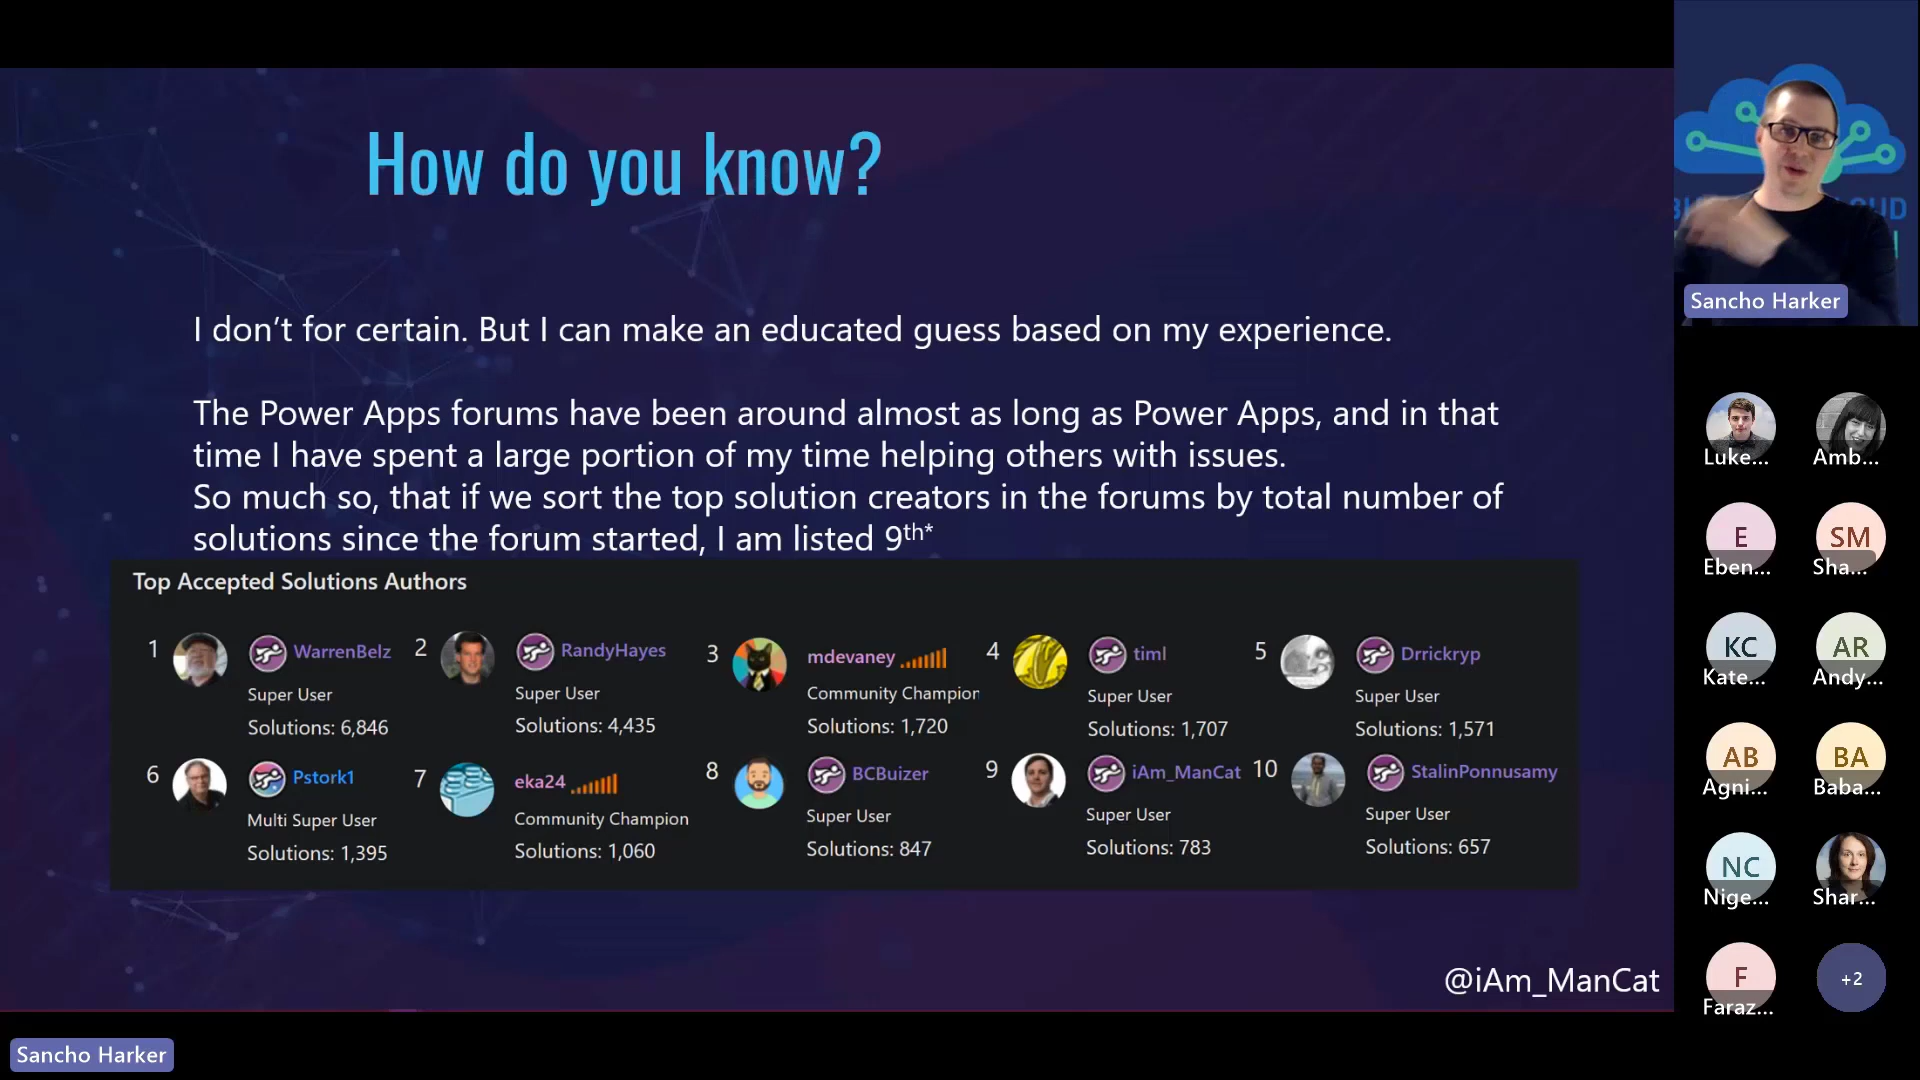 How do you know?
I don't for certain. But I can make an educated guess based on my experience.
The Power Apps forums have been around almost as long as Power Apps, and in that
time I have spent a large portion of my time helping others with issues.
So much so, that if we sort the top solution creators in the forums by total number of
solutions since the forum started, I am listed 9th*
Top Accepted Solutions Authors
1 WarrenBelz
Super User
Solutions: 6,846
2 RandyHayes
Super User
Solutions: 4,435
3 mdevaney
Community Champion
Solutions: 1,720
4 timl
Super User
Solutions: 1,707
5 Drrickryp
Super User
Solutions: 1,571
6 Pstork1
Multi Super User
Solutions: 1,395
7 eka24
Community Champion
Solutions: 1,060
8 BCBuizer
Super User
Solutions: 847
9 iAm_ManCat
Super User
Solutions: 783
10 StalinPonnusamy
Super User
Solutions: 657
@iAm_ManCat
Sancho Harker
Sancho Harker
Luke...
Amb...
E
Eben...
SM
Sha...
KC
Kate...
AR
Andy...
AB
Agni...
BA
Baba...
NC
Nige...
Shar...
F
Faraz...
+2